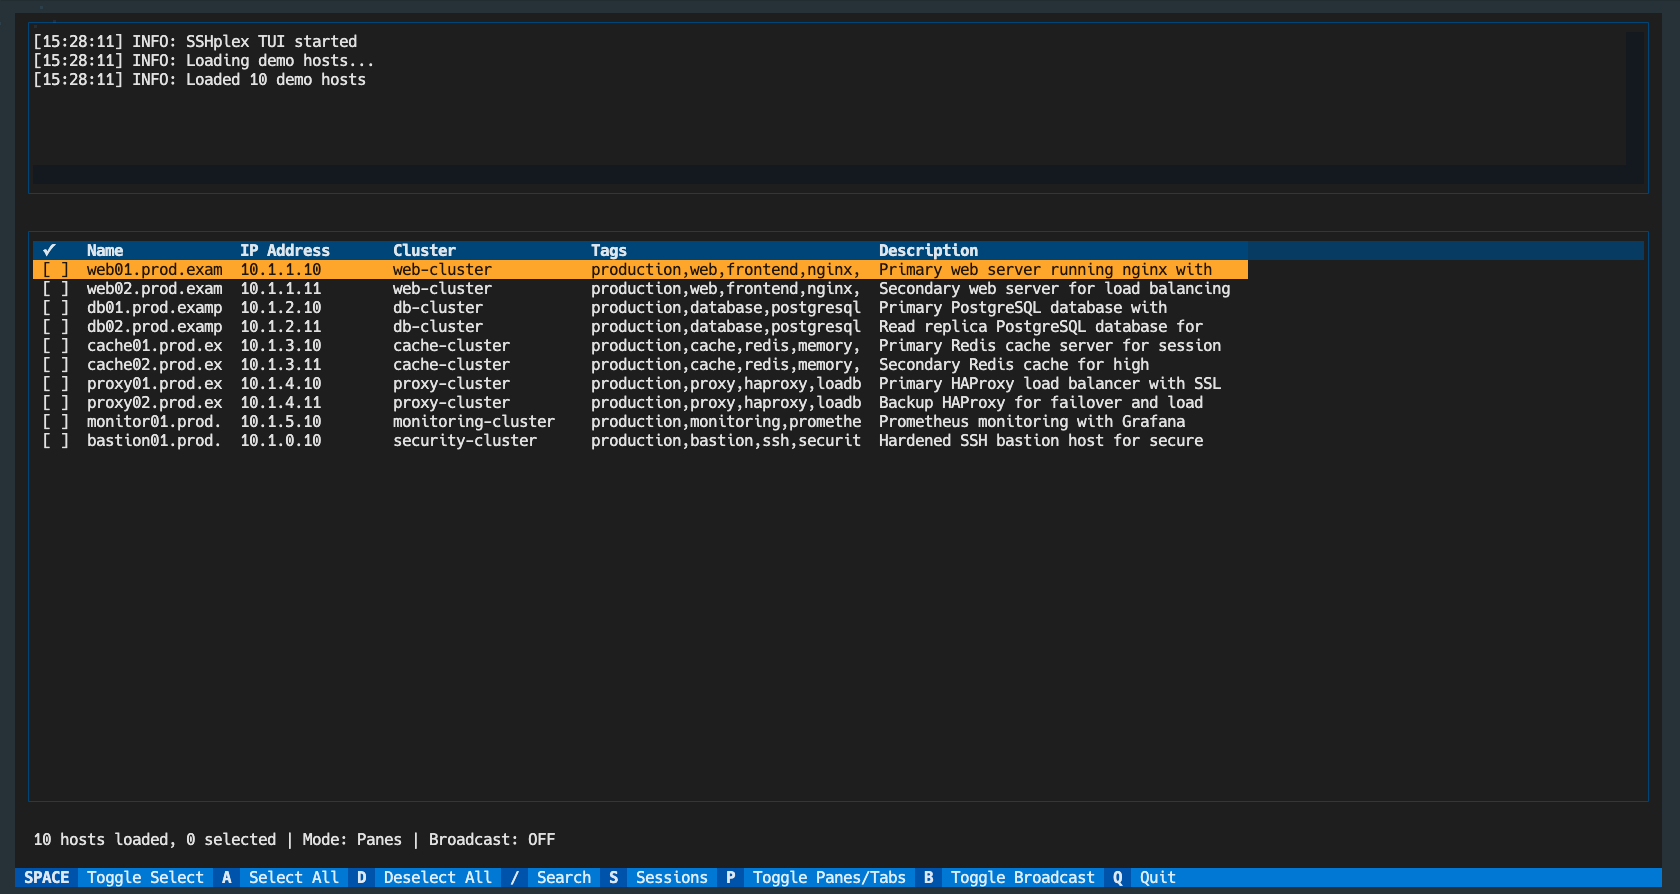 [15:28:11] INFO: SSHplex TUI started
[15:28:11] INFO: Loading demo hosts...
[15:28:11] INFO: Loaded 10 demo hosts
✓ Name IP Address Cluster Tags Description
[ ] web01.prod.exam 10.1.1.10 web-cluster production,web,frontend,nginx, Primary web server running nginx with
[ ] web02.prod.exam 10.1.1.11 web-cluster production,web,frontend,nginx, Secondary web server for load balancing
[ ] db01.prod.examp 10.1.2.10 db-cluster production,database,postgresql Primary PostgreSQL database with
[ ] db02.prod.examp 10.1.2.11 db-cluster production,database,postgresql Read replica PostgreSQL database for
[ ] cache01.prod.ex 10.1.3.10 cache-cluster production,cache,redis,memory, Primary Redis cache server for session
[ ] cache02.prod.ex 10.1.3.11 cache-cluster production,cache,redis,memory, Secondary Redis cache for high
[ ] proxy01.prod.ex 10.1.4.10 proxy-cluster production,proxy,haproxy,loadb Primary HAProxy load balancer with SSL
[ ] proxy02.prod.ex 10.1.4.11 proxy-cluster production,proxy,haproxy,loadb Backup HAProxy for failover and load
[ ] monitor01.prod. 10.1.5.10 monitoring-cluster production,monitoring,promethe Prometheus monitoring with Grafana
[ ] bastion01.prod. 10.1.0.10 security-cluster production,bastion,ssh,securit Hardened SSH bastion host for secure
10 hosts loaded, 0 selected | Mode: Panes | Broadcast: OFF
SPACE Toggle Select A Select All D Deselect All / Search S Sessions P Toggle Panes/Tabs B Toggle Broadcast Q Quit